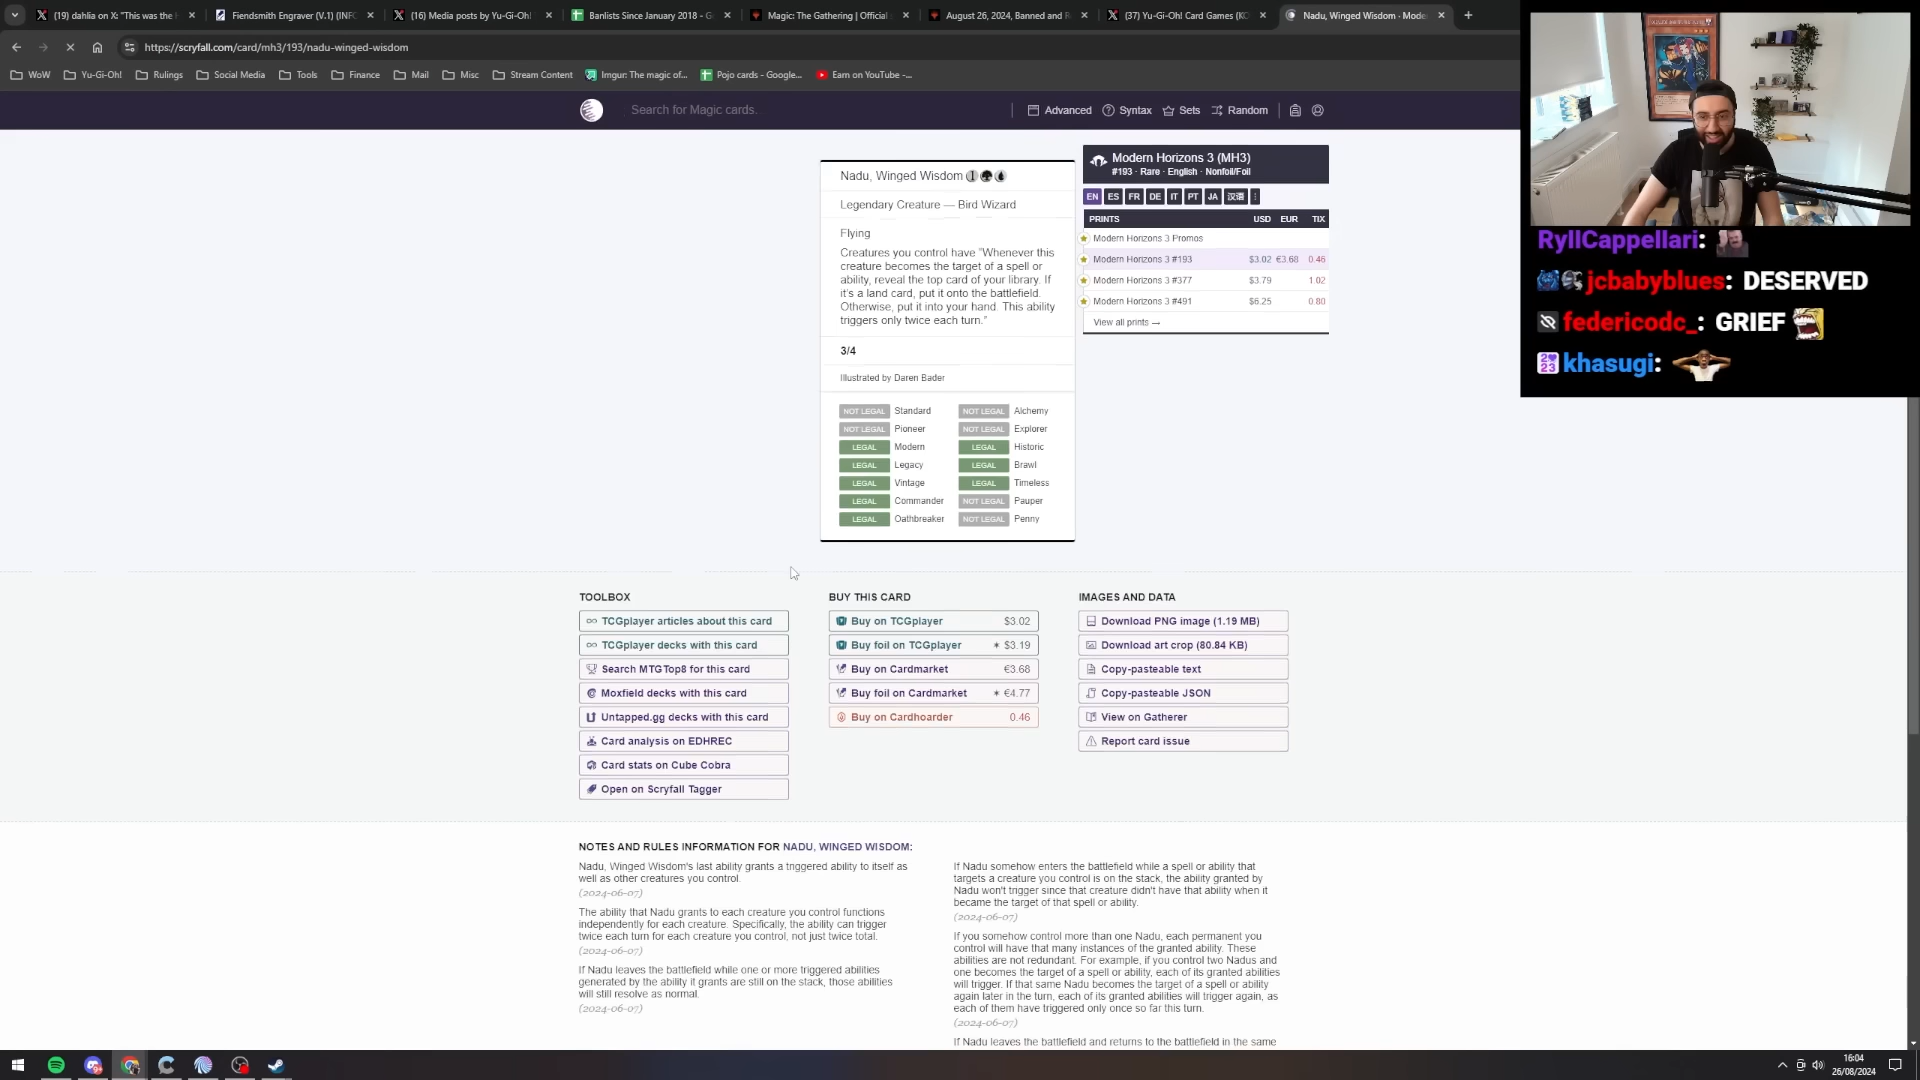 (19) dahlia on X: "This was the
Fiendsmith Engraver (V.1) (INFC
(16) Media posts by Yu-Gi-Oh!
Banlists Since January 2018 - G
Magic: The Gathering | Official
August 26, 2024, Banned and R
(37) Yu-Gi-Oh! Card Games (KO
Nadu, Winged Wisdom · Mode
https://scryfall.com/card/mh3/193/nadu-winged-wisdom
WoW
Yu-Gi-Oh!
Rulings
Social Media
Tools
Finance
Mail
Misc
Stream Content
Imgur: The magic of...
Pojo cards - Google...
Earn on YouTube -...
Search for Magic cards.
Advanced
Syntax
Sets
Random
Nadu, Winged Wisdom
Legendary Creature — Bird Wizard
Flying
Creatures you control have "Whenever this
creature becomes the target of a spell or
ability, reveal the top card of your library. If
it's a land card, put it onto the battlefield.
Otherwise, put it into your hand. This ability
triggers only twice each turn."
3/4
Illustrated by Daren Bader
NOT LEGAL Standard NOT LEGAL Alchemy
NOT LEGAL Pioneer NOT LEGAL Explorer
LEGAL Modern LEGAL Historic
LEGAL Legacy LEGAL Brawl
LEGAL Vintage LEGAL Timeless
LEGAL Commander NOT LEGAL Pauper
LEGAL Oathbreaker NOT LEGAL Penny
Modern Horizons 3 (MH3)
#193 · Rare · English · Nonfoil/Foil
EN ES FR DE IT PT JA 汉语
PRINTS USD EUR TIX
Modern Horizons 3 Promos
Modern Horizons 3 #193 $3.02 €3.68 0.46
Modern Horizons 3 #377 $3.79 1.02
Modern Horizons 3 #491 $6.25 0.80
View all prints →
RyllCappellari:
jcbabyblues: DESERVED
federicodc_: GRIEF
2023 khasugi:
TOOLBOX
TCGplayer articles about this card
TCGplayer decks with this card
Search MTGTop8 for this card
Moxfield decks with this card
Untapped.gg decks with this card
Card analysis on EDHREC
Card stats on Cube Cobra
Open on Scryfall Tagger
BUY THIS CARD
Buy on TCGplayer $3.02
Buy foil on TCGplayer ✶ $3.19
Buy on Cardmarket €3.68
Buy foil on Cardmarket ✶ €4.77
Buy on Cardhoarder 0.46
IMAGES AND DATA
Download PNG image (1.19 MB)
Download art crop (80.84 KB)
Copy-pasteable text
Copy-pasteable JSON
View on Gatherer
Report card issue
NOTES AND RULES INFORMATION FOR NADU, WINGED WISDOM:
Nadu, Winged Wisdom's last ability grants a triggered ability to itself as
well as other creatures you control.
(2024-06-07)
The ability that Nadu grants to each creature you control functions
independently for each creature. Specifically, the ability can trigger
twice each turn for each creature you control, not just twice total.
(2024-06-07)
If Nadu leaves the battlefield while one or more triggered abilities
generated by the ability it grants are still on the stack, those abilities
will still resolve as normal.
(2024-06-07)
If Nadu somehow enters the battlefield while a spell or ability that
targets a creature you control is on the stack, the ability granted by
Nadu won't trigger since that creature didn't have that ability when it
became the target of that spell or ability.
(2024-06-07)
If you somehow control more than one Nadu, each permanent you
control will have that many instances of the granted ability. These
abilities are not redundant. For example, if you control two Nadus and
one becomes the target of a spell or ability, each of its granted abilities
will trigger. If that same Nadu becomes the target of a spell or ability
again later in the turn, each of its granted abilities will trigger again, as
each of them have triggered only once so far this turn.
(2024-06-07)
If Nadu leaves the battlefield and returns to the battlefield in the same
16:04
26/08/2024